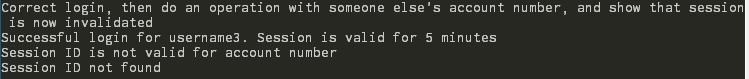 Correct login, then do an operation with someone else's account number, and show that session
is now invalidated
Successful login for username3. Session is valid for 5 minutes
Session ID is not valid for account number
Session ID not found